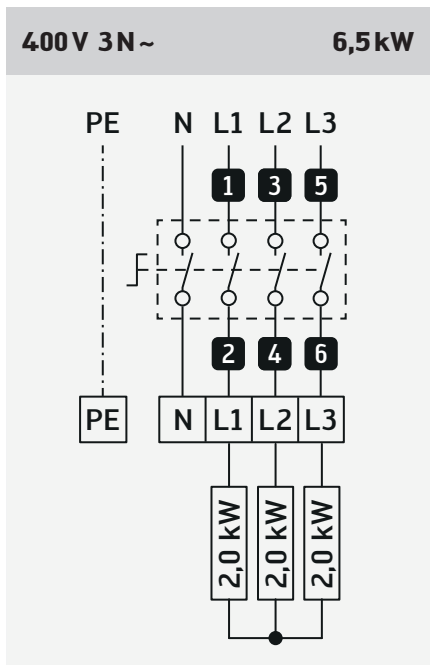 400V 3N~ 6,5kW
PE N L1 L2 L3
1 3 5
2 4 6
PE N L1 L2 L3
2,0 kW 2,0 kW 2,0 kW